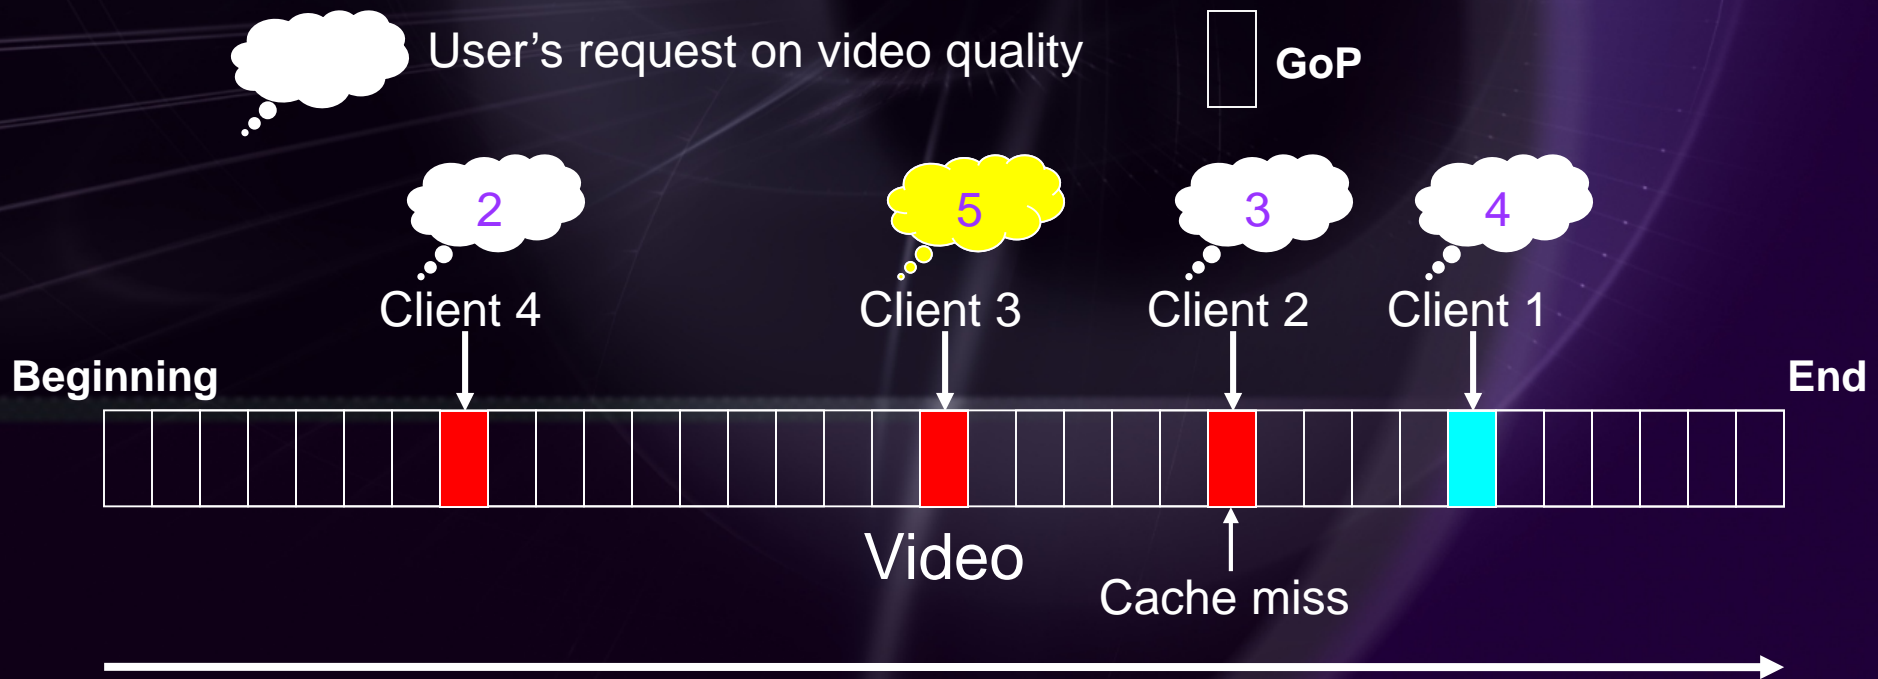 User's request on video quality
GoP
2
5
3
4
Client 4
Client 3
Client 2
Client 1
Beginning
End
Video
Cache miss